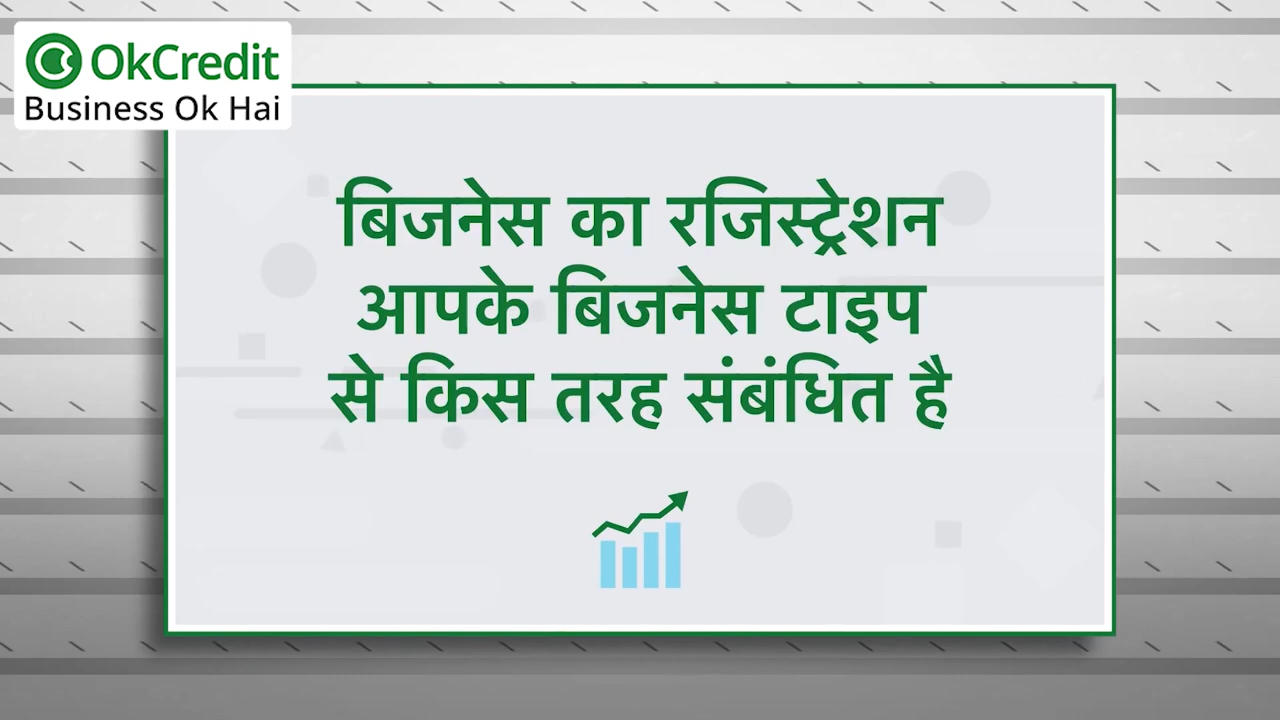 OkCredit
Business Ok Hai
बिजनेस का रजिस्ट्रेशन
आपके बिजनेस टाइप
से किस तरह संबंधित है